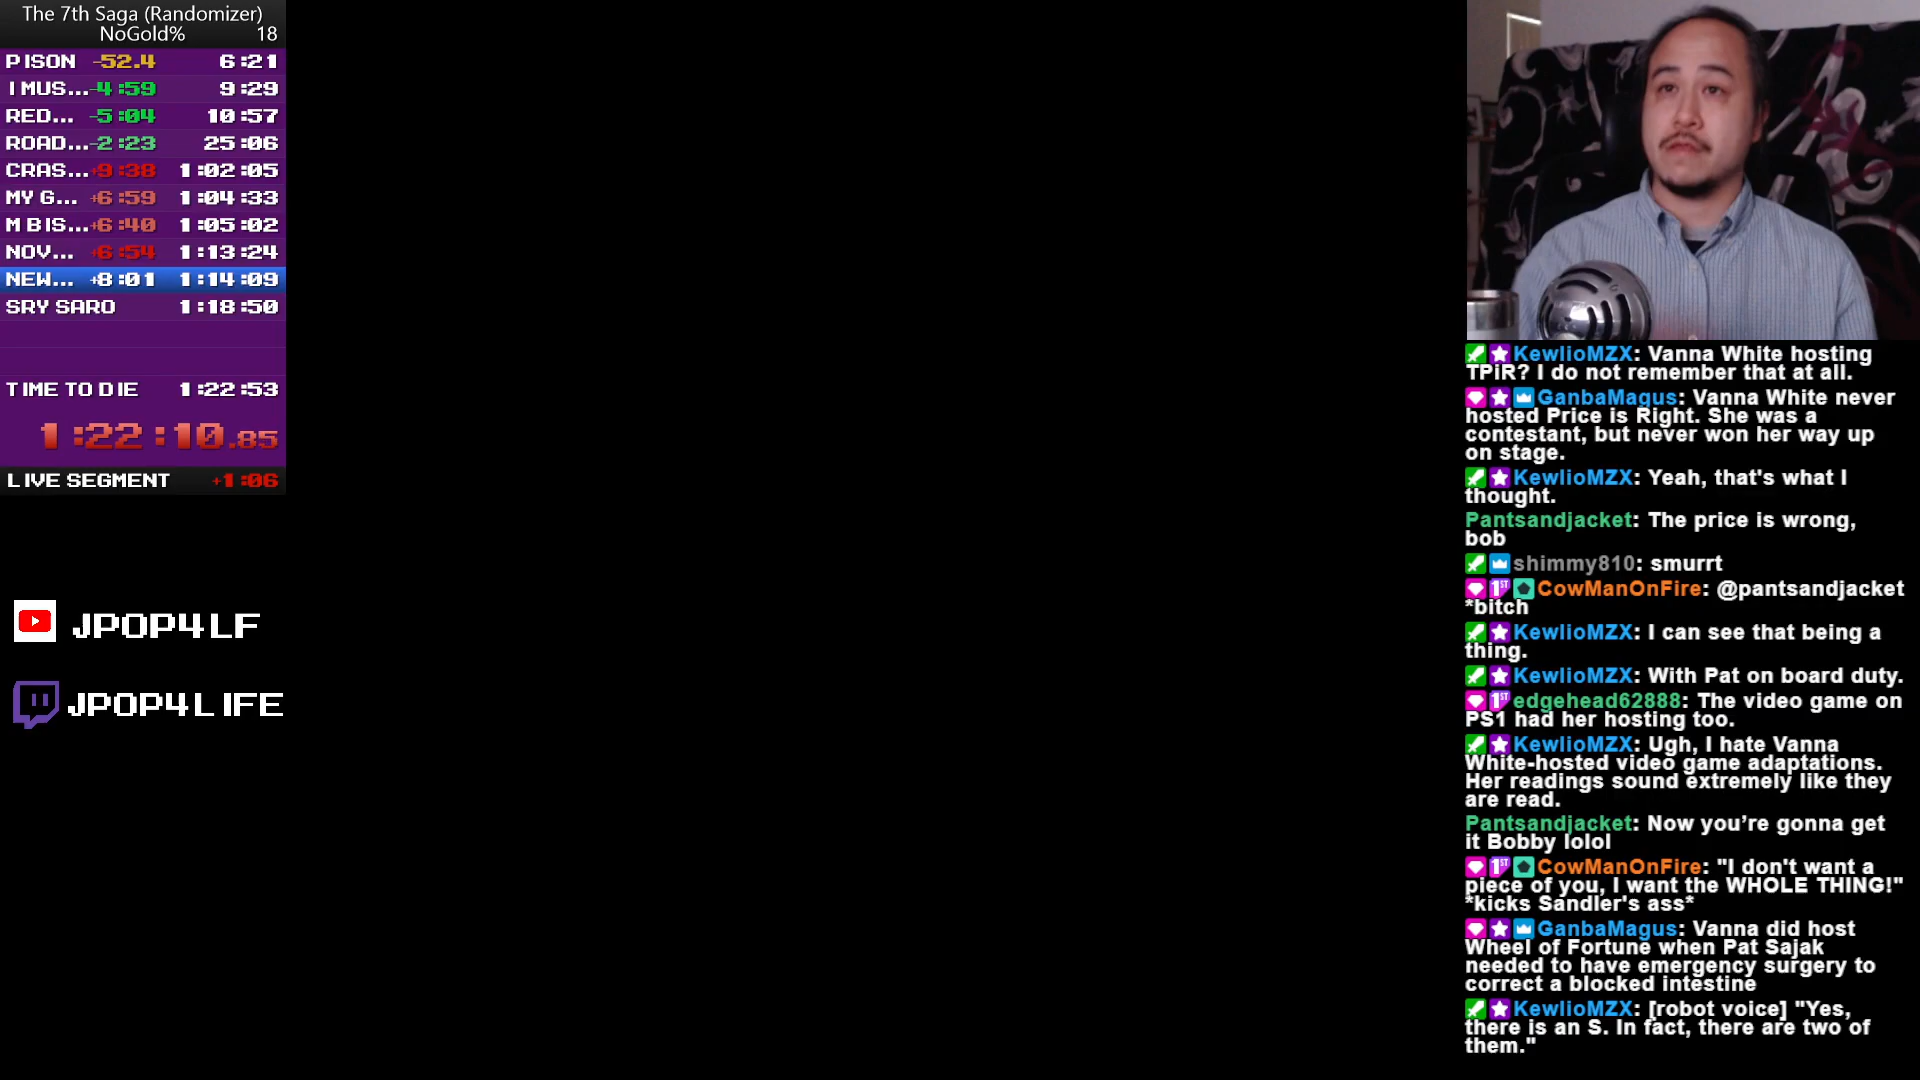 The 7th Saga (Randomizer)
NoGold% 18
PISON -52.4 6:21
I MUS... -4:59 9:29
RED... -5:04 10:57
ROAD... -2:23 25:06
CRAS... +9:38 1:02:05
MY G... +6:59 1:04:33
M BIS... +6:40 1:05:02
NOV... +6:54 1:13:24
NEW... +8:01 1:14:09
SRY SARO 1:18:50
TIME TO DIE 1:22:53
1:22:10.85
LIVE SEGMENT +1:06
JPOP4LF
JPOP4LIFE
KewlioMZX: Vanna White hosting
TPiR? I do not remember that at all.
GanbaMagus: Vanna White never
hosted Price is Right. She was a
contestant, but never won her way up
on stage.
KewlioMZX: Yeah, that's what I
thought.
Pantsandjacket: The price is wrong,
bob
shimmy810: smurrt
1ST CowManOnFire: @pantsandjacket
*bitch
KewlioMZX: I can see that being a
thing.
KewlioMZX: With Pat on board duty.
1ST edgehead62888: The video game on
PS1 had her hosting too.
KewlioMZX: Ugh, I hate Vanna
White-hosted video game adaptations.
Her readings sound extremely like they
are read.
Pantsandjacket: Now you’re gonna get
it Bobby lolol
1ST CowManOnFire: "I don't want a
piece of you, I want the WHOLE THING!"
*kicks Sandler's ass*
GanbaMagus: Vanna did host
Wheel of Fortune when Pat Sajak
needed to have emergency surgery to
correct a blocked intestine
KewlioMZX: [robot voice] "Yes,
there is an S. In fact, there are two of
them."